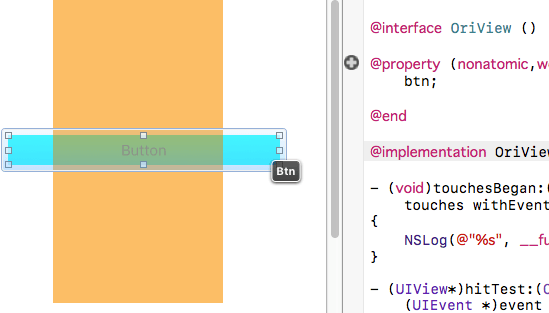 Button
Btn
@interface OriView ()
@property (nonatomic,
btn;
@end
@implementation OriView
- (void)touchesBegan:(
touches withEvent
{
NSLog(@"%s",
}
- (UIView*)hitTest:(
(UIEvent *)event